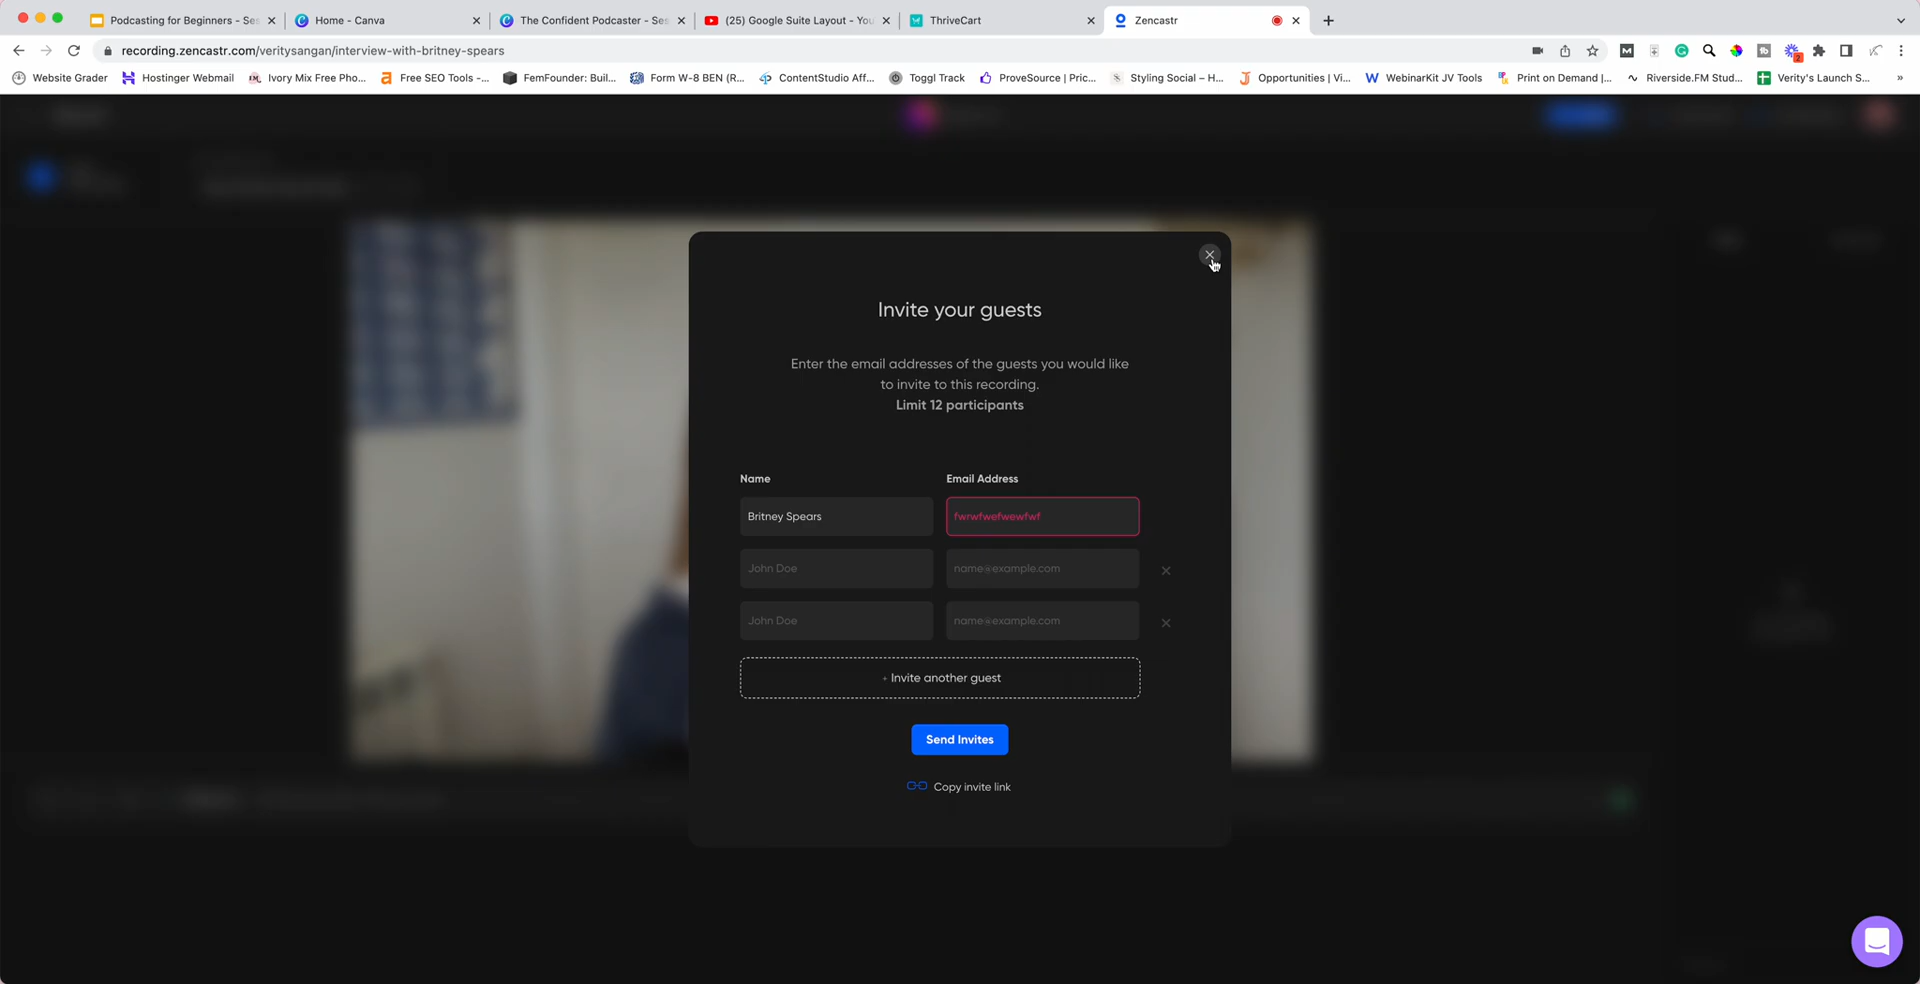 Podcasting for Beginners - Ses
Home - Canva
The Confident Podcaster - Ses
(25) Google Suite Layout - You
ThriveCart
Zencastr
recording.zencastr.com/veritysangan/interview-with-britney-spears
2
Website Grader
Hostinger Webmail
Ivory Mix Free Pho...
Free SEO Tools -...
FemFounder: Buil...
Form W-8 BEN (R...
ContentStudio Aff...
Toggl Track
ProveSource | Pric...
Styling Social – H...
Opportunities | Vi...
WebinarKit JV Tools
Print on Demand |...
Riverside.FM Stud...
Verity's Launch S...
»
Invite your guests
Enter the email addresses of the guests you would like
to invite to this recording.
Limit 12 participants
Name
Email Address
Britney Spears
fwrwfwefwewfwf
John Doe
name@example.com
John Doe
name@example.com
+ Invite another guest
Send Invites
Copy invite link